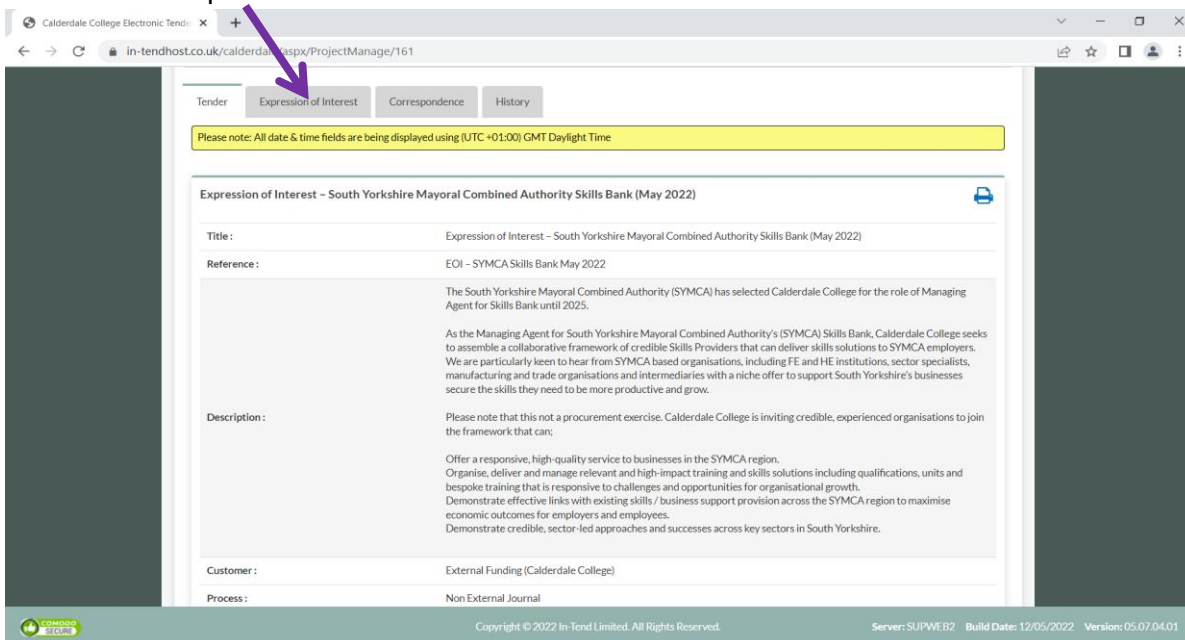 Calderdale College Electronic Tende
in-tendhost.co.uk/calderdale/aspx/ProjectManage/161
Tender Expression of Interest Correspondence History
Please note: All date & time fields are being displayed using (UTC +01:00) GMT Daylight Time
Expression of Interest – South Yorkshire Mayoral Combined Authority Skills Bank (May 2022)
Title : Expression of Interest – South Yorkshire Mayoral Combined Authority Skills Bank (May 2022)
Reference : EOI – SYMCA Skills Bank May 2022
The South Yorkshire Mayoral Combined Authority (SYMCA) has selected Calderdale College for the role of Managing
Agent for Skills Bank until 2025.
As the Managing Agent for South Yorkshire Mayoral Combined Authority's (SYMCA) Skills Bank, Calderdale College seeks
to assemble a collaborative framework of credible Skills Providers that can deliver skills solutions to SYMCA employers.
We are particularly keen to hear from SYMCA based organisations, including FE and HE institutions, sector specialists,
manufacturing and trade organisations and intermediaries with a niche offer to support South Yorkshire's businesses
secure the skills they need to be more productive and grow.
Description : Please note that this not a procurement exercise. Calderdale College is inviting credible, experienced organisations to join
the framework that can;
Offer a responsive, high-quality service to businesses in the SYMCA region.
Organise, deliver and manage relevant and high-impact training and skills solutions including qualifications, units and
bespoke training that is responsive to challenges and opportunities for organisational growth.
Demonstrate effective links with existing skills / business support provision across the SYMCA region to maximise
economic outcomes for employers and employees.
Demonstrate credible, sector-led approaches and successes across key sectors in South Yorkshire.
Customer : External Funding (Calderdale College)
Process : Non External Journal
COMODO
SECURE
Copyright © 2022 In-Tend Limited. All Rights Reserved. Server: SUPWEB2 Build Date: 12/05/2022 Version: 05.07.04.01